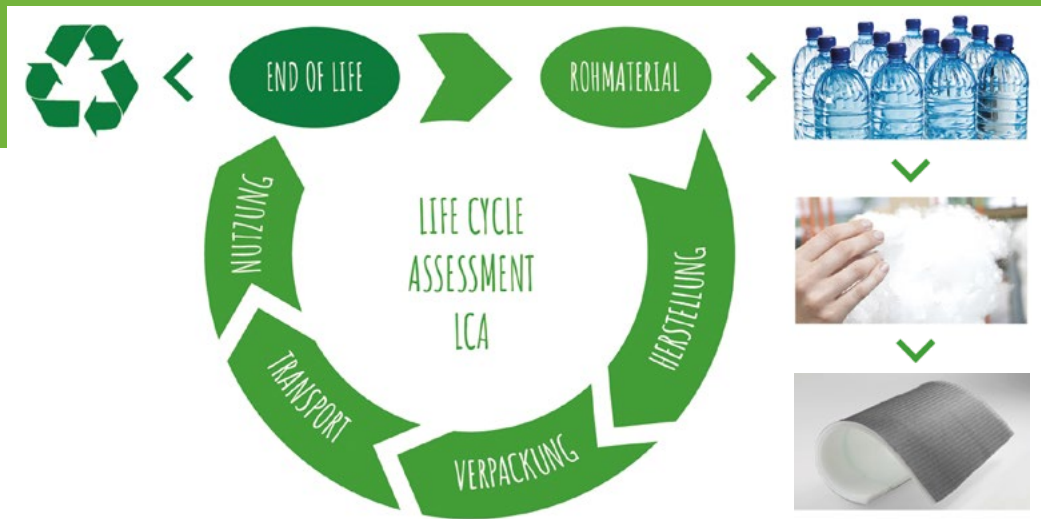 END OF LIFE
ROHMATERIAL
NUTZUNG
LIFE CYCLE
ASSESSMENT
LCA
HERSTELLUNG
TRANSPORT
VERPACKUNG